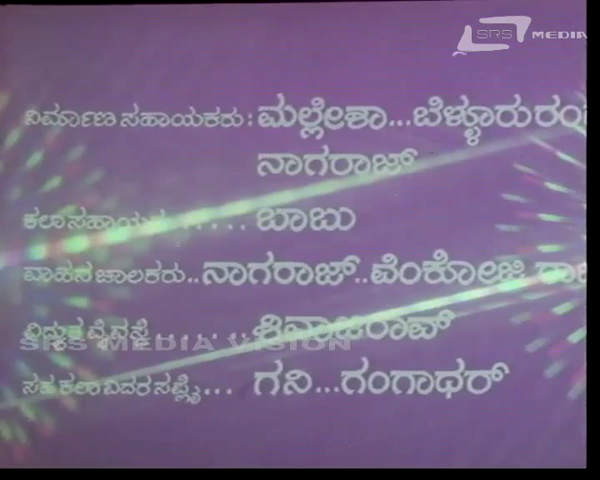 SRS MEDIA
ನಿರ್ಮಾಣ ಸಹಾಯಕರು : ಮಲ್ಲೇಶಾ...ಬೆಳ್ಳೂರು
ನಾಗರಾಜ್
..... ಬಾಬು
ವಾಹನ ಚಾಲಕರು.. ನಾಗರಾಜ್..ವೆಂಕೋಜಿ
SRS MEDIA VISION
ಶಿವಾಜಿರಾವ್
... ಗನಿ...ಗಂಗಾಧರ್